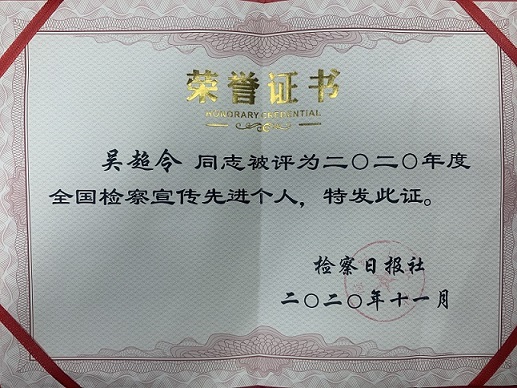 荣誉证书
HONORARY CREDENTIAL
吴超令 同志被评为二〇二〇年度
全国检察宣传先进个人，特发此证。
检察日报社
二〇二〇年十一月